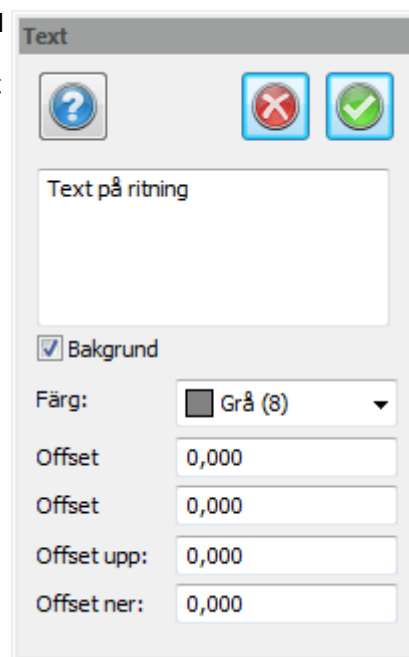 Text
Text på ritning
Bakgrund
Färg: Grå (8)
Offset 0,000
Offset 0,000
Offset upp: 0,000
Offset ner: 0,000